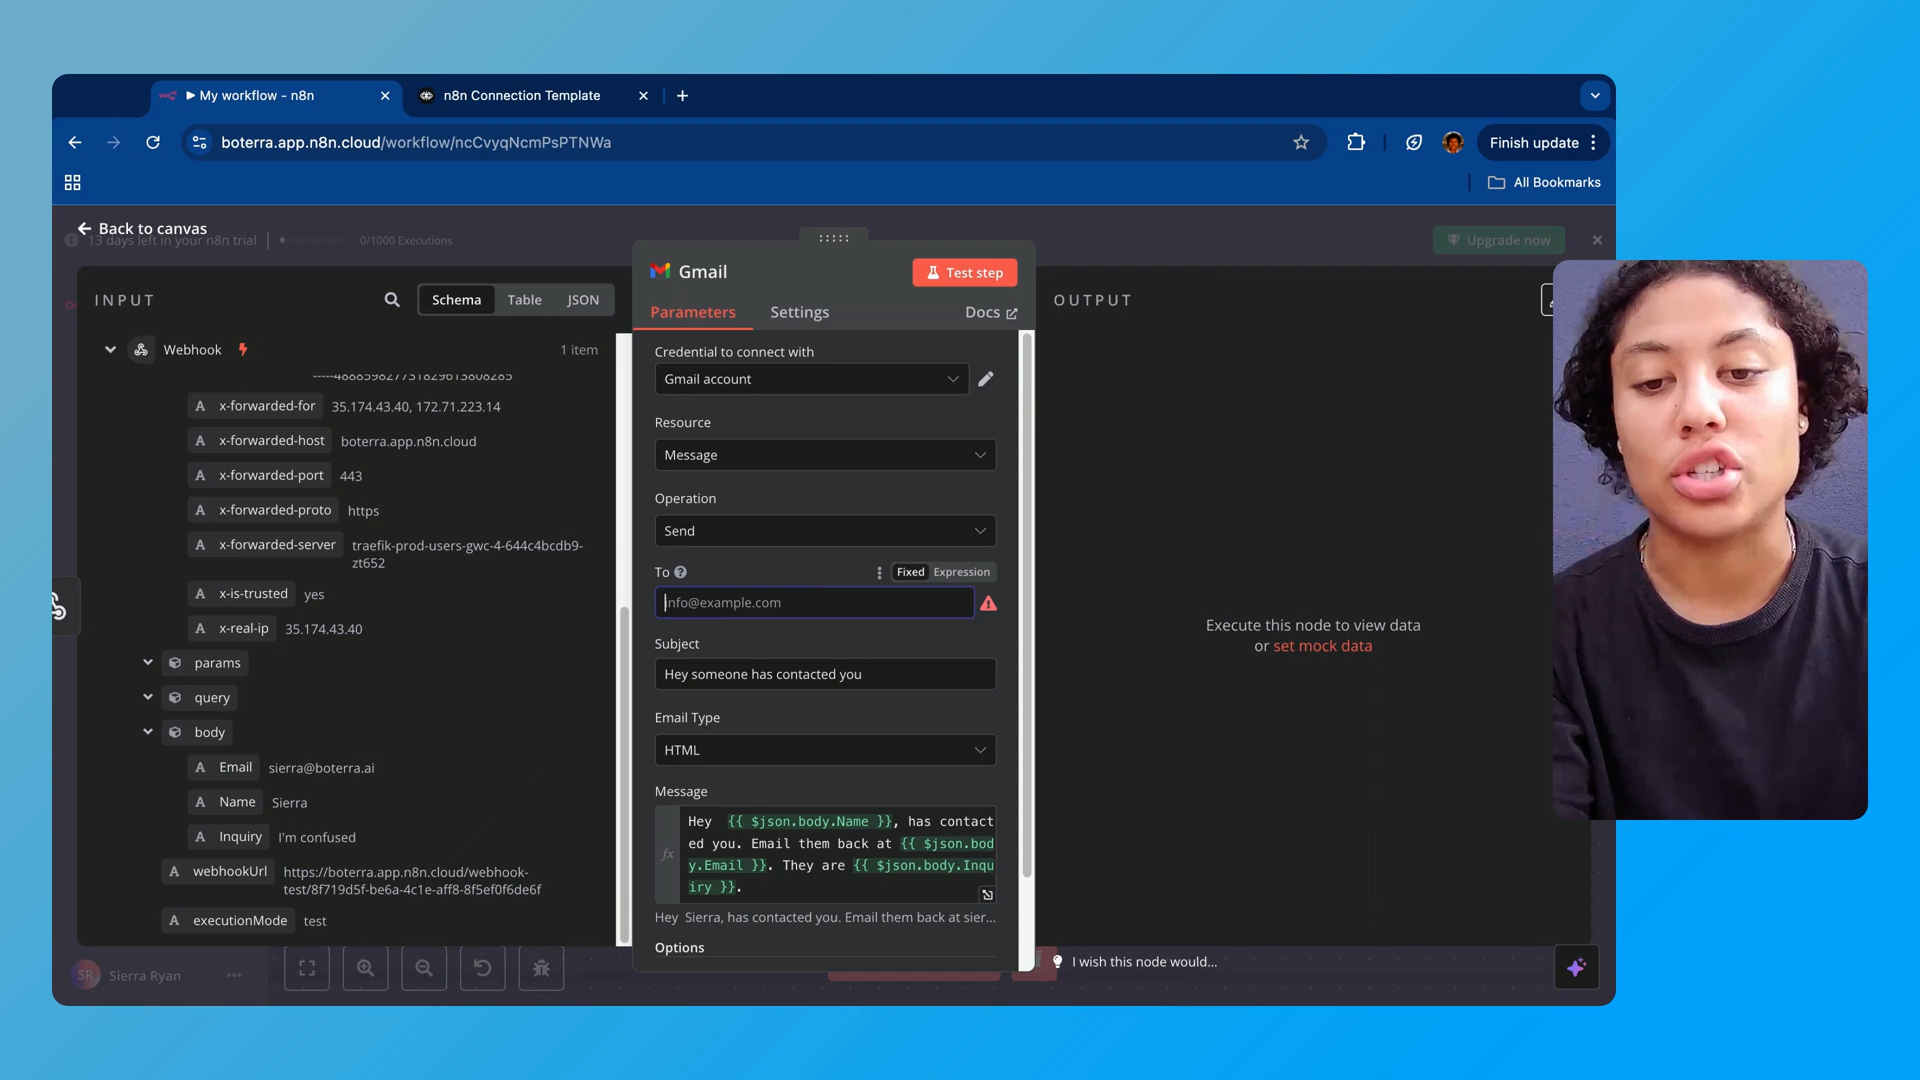 My workflow - n8n
n8n Connection Template
boterra.app.n8n.cloud/workflow/ncCvyqNcmPsPTNWa
Finish update
All Bookmarks
Back to canvas
13 days left in your n8n trial
0/1000 Executions
Upgrade now
INPUT
Schema
Table
JSON
Webhook
1 item
-----488859827731829613808285
A x-forwarded-for 35.174.43.40, 172.71.223.14
A x-forwarded-host boterra.app.n8n.cloud
A x-forwarded-port 443
A x-forwarded-proto https
A x-forwarded-server traefik-prod-users-gwc-4-644c4bcdb9-
zt652
A x-is-trusted yes
A x-real-ip 35.174.43.40
params
query
body
A Email sierra@boterra.ai
A Name Sierra
A Inquiry I'm confused
A webhookUrl https://boterra.app.n8n.cloud/webhook-
test/8f719d5f-be6a-4c1e-aff8-8f5ef0f6de6f
A executionMode test
SR Sierra Ryan
Gmail
Test step
Parameters
Settings
Docs
Credential to connect with
Gmail account
Resource
Message
Operation
Send
To
Fixed Expression
info@example.com
Subject
Hey someone has contacted you
Email Type
HTML
Message
fx
Hey {{ $json.body.Name }}, has contact
ed you. Email them back at {{ $json.bod
y.Email }}. They are {{ $json.body.Inqu
iry }}.
Hey Sierra, has contacted you. Email them back at sier...
Options
OUTPUT
Execute this node to view data
or set mock data
I wish this node would...